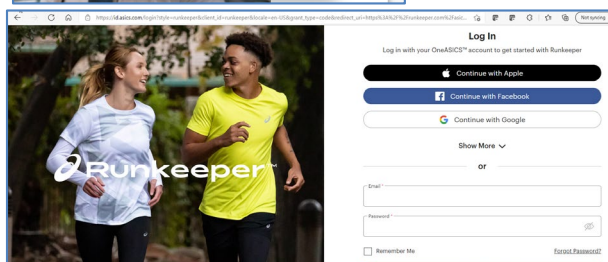 https://id.asics.com/login?style=runkeeper&client_id=runkeeper&locale=en-US&grant_type=code&redirect_uri=https%3A%2F%2Frunkeeper.com%2Fasic...
Not syncing
Log In
Log in with your OneASICS™ account to get started with Runkeeper
Continue with Apple
Continue with Facebook
G Continue with Google
Show More
or
Runkeeper™
Email *
Password *
Remember Me
Forgot Password?